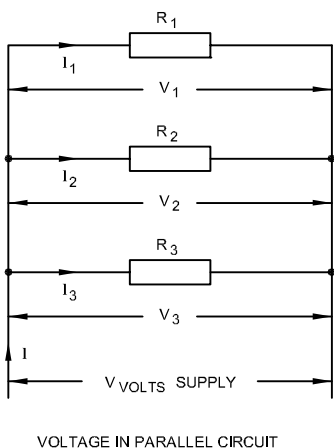 R1
I1
V1
R2
I2
V2
R3
I3
V3
I
V VOLTS SUPPLY
VOLTAGE IN PARALLEL CIRCUIT